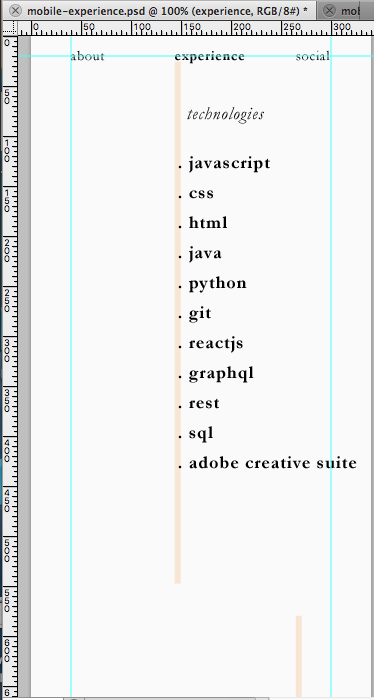 mobile-experience.psd @ 100% (experience, RGB/8#) *
mob
0 50 100 150 200 250 300
about experience social
technologies
. javascript
. css
. html
. java
. python
. git
. reactjs
. graphql
. rest
. sql
. adobe creative suite
0
50
100
150
200
250
300
350
400
450
500
550
600